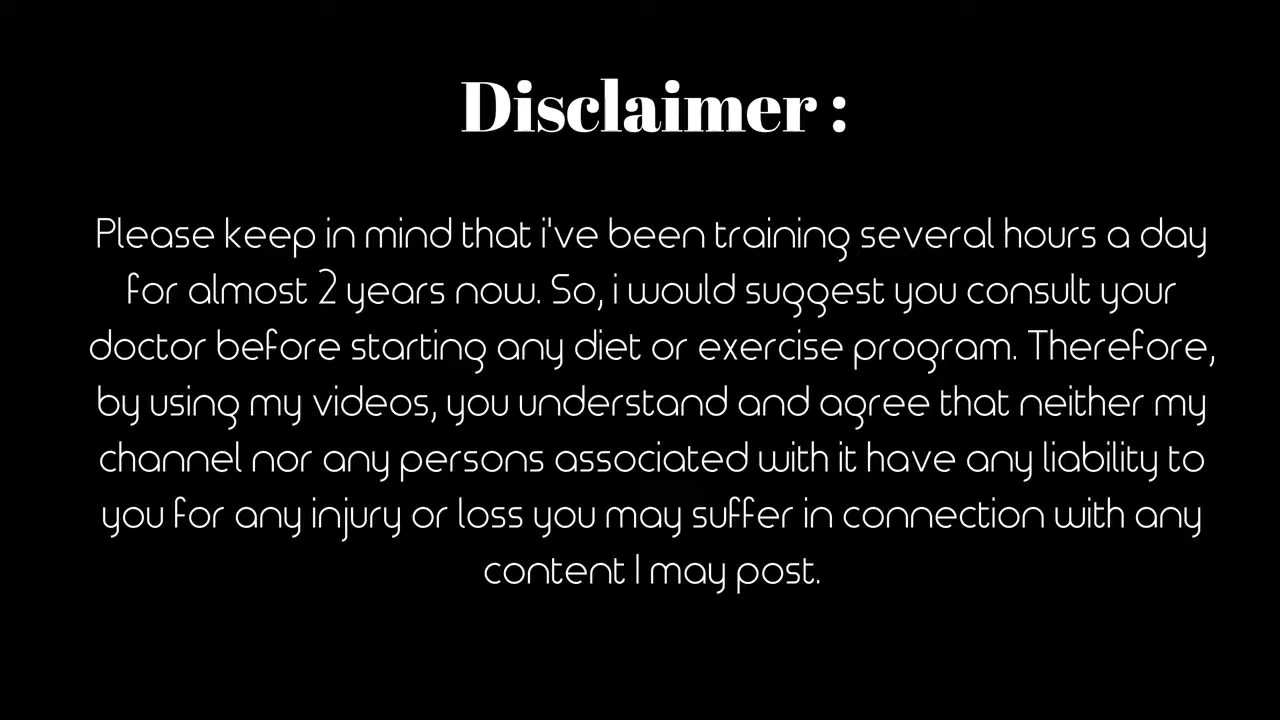 Disclaimer :
Please keep in mind that i've been training several hours a day
for almost 2 years now. So, i would suggest you consult your
doctor before starting any diet or exercise program. Therefore,
by using my videos, you understand and agree that neither my
channel nor any persons associated with it have any liability to
you for any injury or loss you may suffer in connection with any
content I may post.